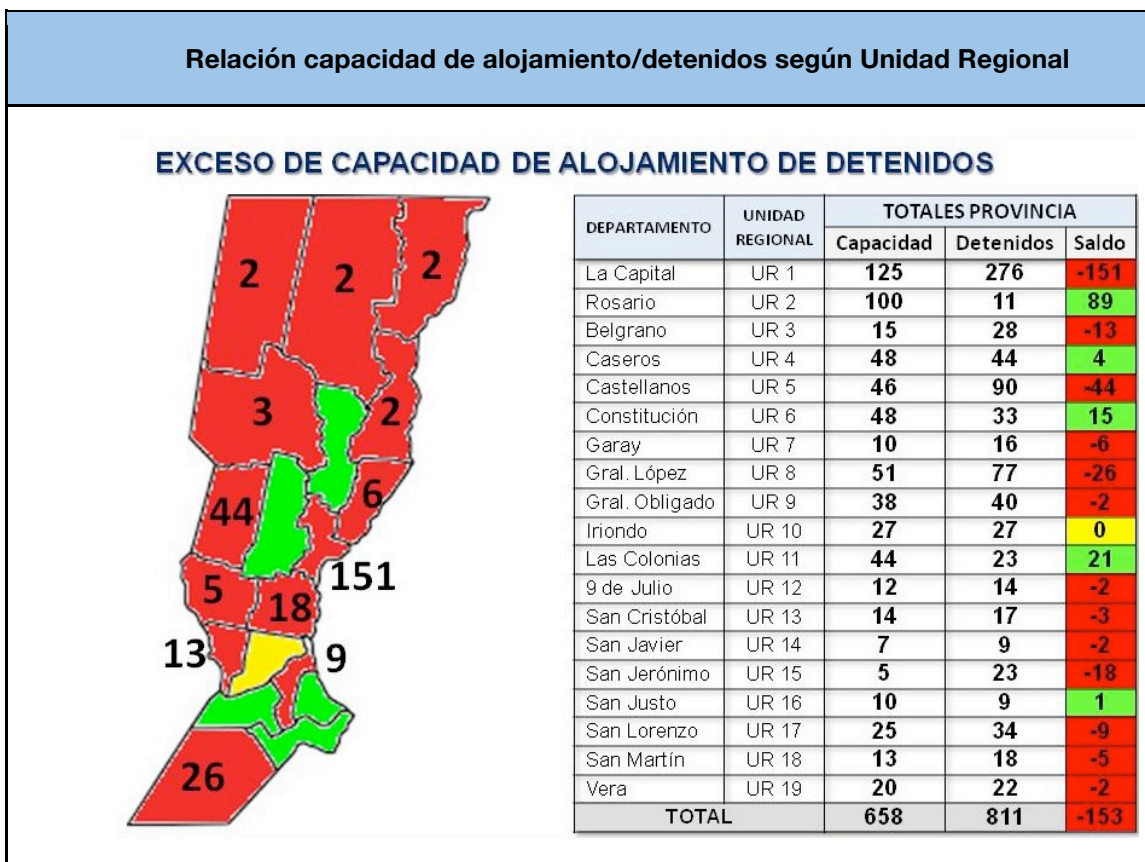 Relación capacidad de alojamiento/detenidos según Unidad Regional
EXCESO DE CAPACIDAD DE ALOJAMIENTO DE DETENIDOS
2
2
2
3
2
44
6
151
5
18
13
9
26
DEPARTAMENTO UNIDAD REGIONAL TOTALES PROVINCIA
Capacidad Detenidos Saldo
La Capital UR 1 125 276 -151
Rosario UR 2 100 11 89
Belgrano UR 3 15 28 -13
Caseros UR 4 48 44 4
Castellanos UR 5 46 90 -44
Constitución UR 6 48 33 15
Garay UR 7 10 16 -6
Gral. López UR 8 51 77 -26
Gral. Obligado UR 9 38 40 -2
Iriondo UR 10 27 27 0
Las Colonias UR 11 44 23 21
9 de Julio UR 12 12 14 -2
San Cristóbal UR 13 14 17 -3
San Javier UR 14 7 9 -2
San Jerónimo UR 15 5 23 -18
San Justo UR 16 10 9 1
San Lorenzo UR 17 25 34 -9
San Martín UR 18 13 18 -5
Vera UR 19 20 22 -2
TOTAL 658 811 -153